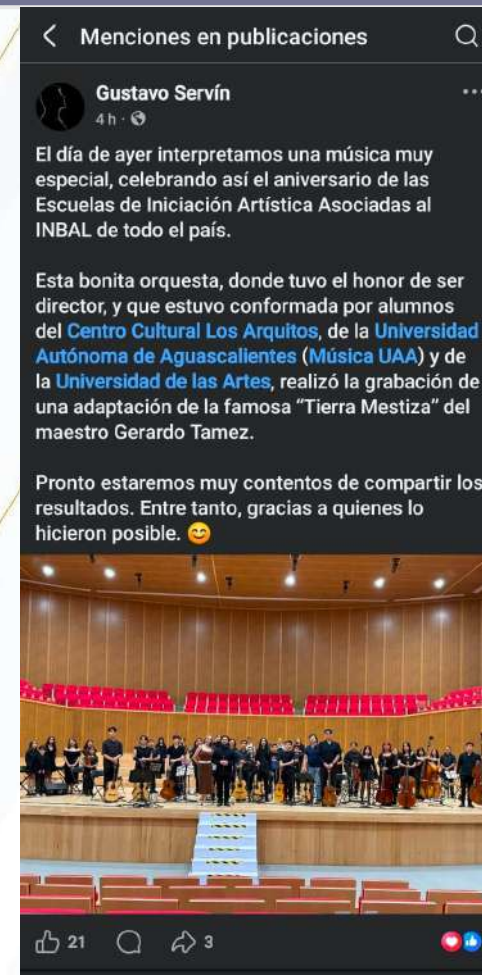 Menciones en publicaciones
Gustavo Servín
4 h ·
El día de ayer interpretamos una música muy
especial, celebrando así el aniversario de las
Escuelas de Iniciación Artística Asociadas al
INBAL de todo el país.
Esta bonita orquesta, donde tuvo el honor de ser
director, y que estuvo conformada por alumnos
del Centro Cultural Los Arquitos, de la Universidad
Autónoma de Aguascalientes (Música UAA) y de
la Universidad de las Artes, realizó la grabación de
una adaptación de la famosa “Tierra Mestiza” del
maestro Gerardo Tamez.
Pronto estaremos muy contentos de compartir los
resultados. Entre tanto, gracias a quienes lo
hicieron posible. 😊
21 3